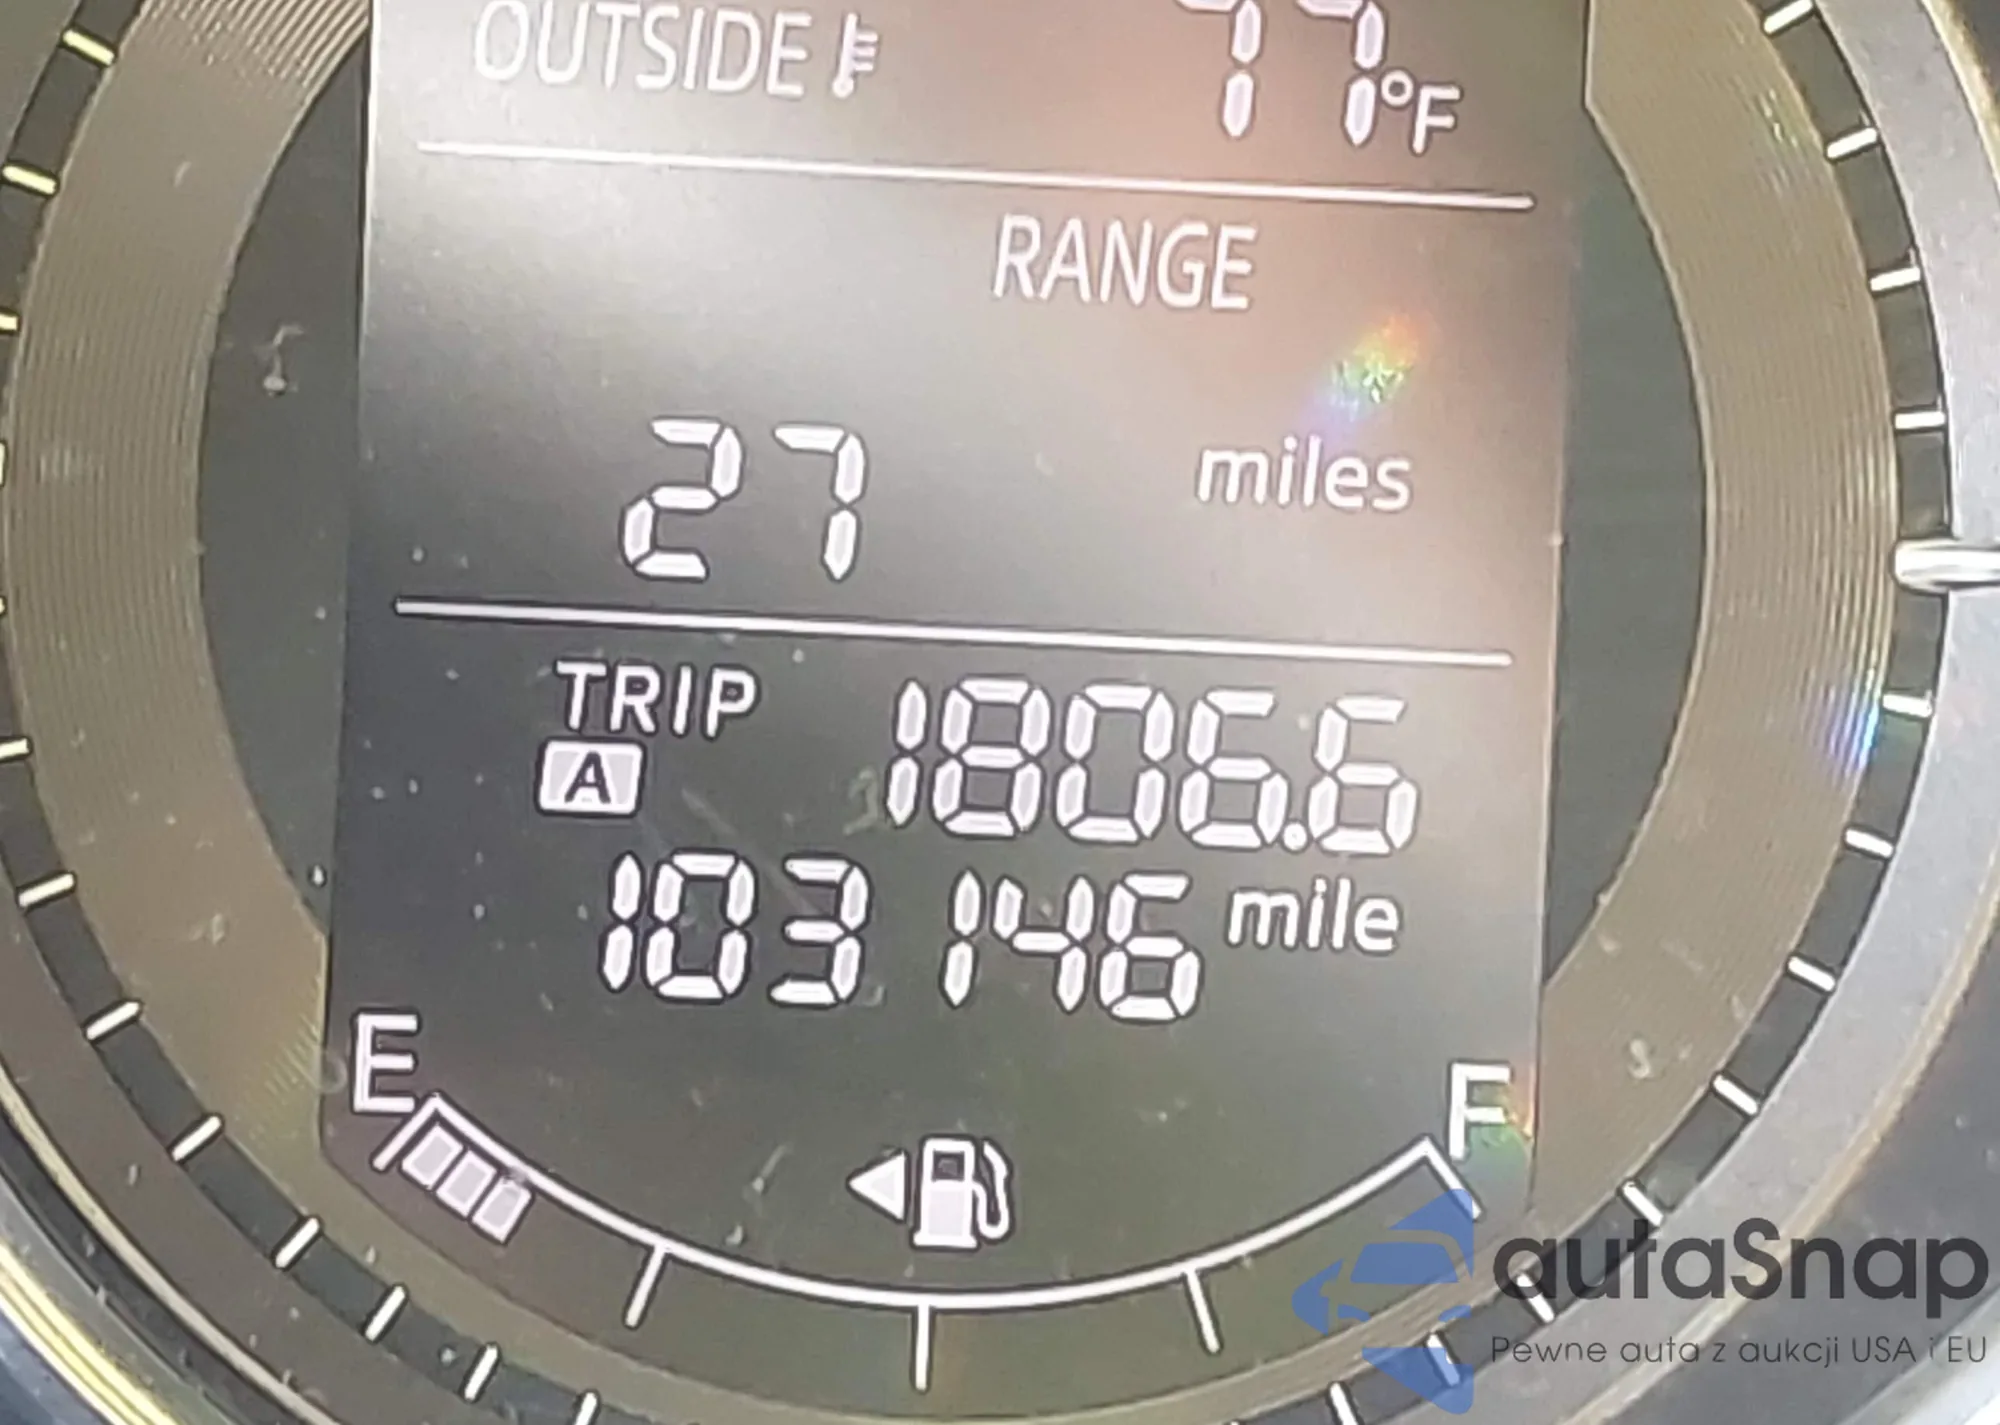 OUTSIDE
°F
RANGE
27 miles
TRIP A 1806.6
103146 mile
E F
autaSnap
Pewne auta z aukcji USA i EU